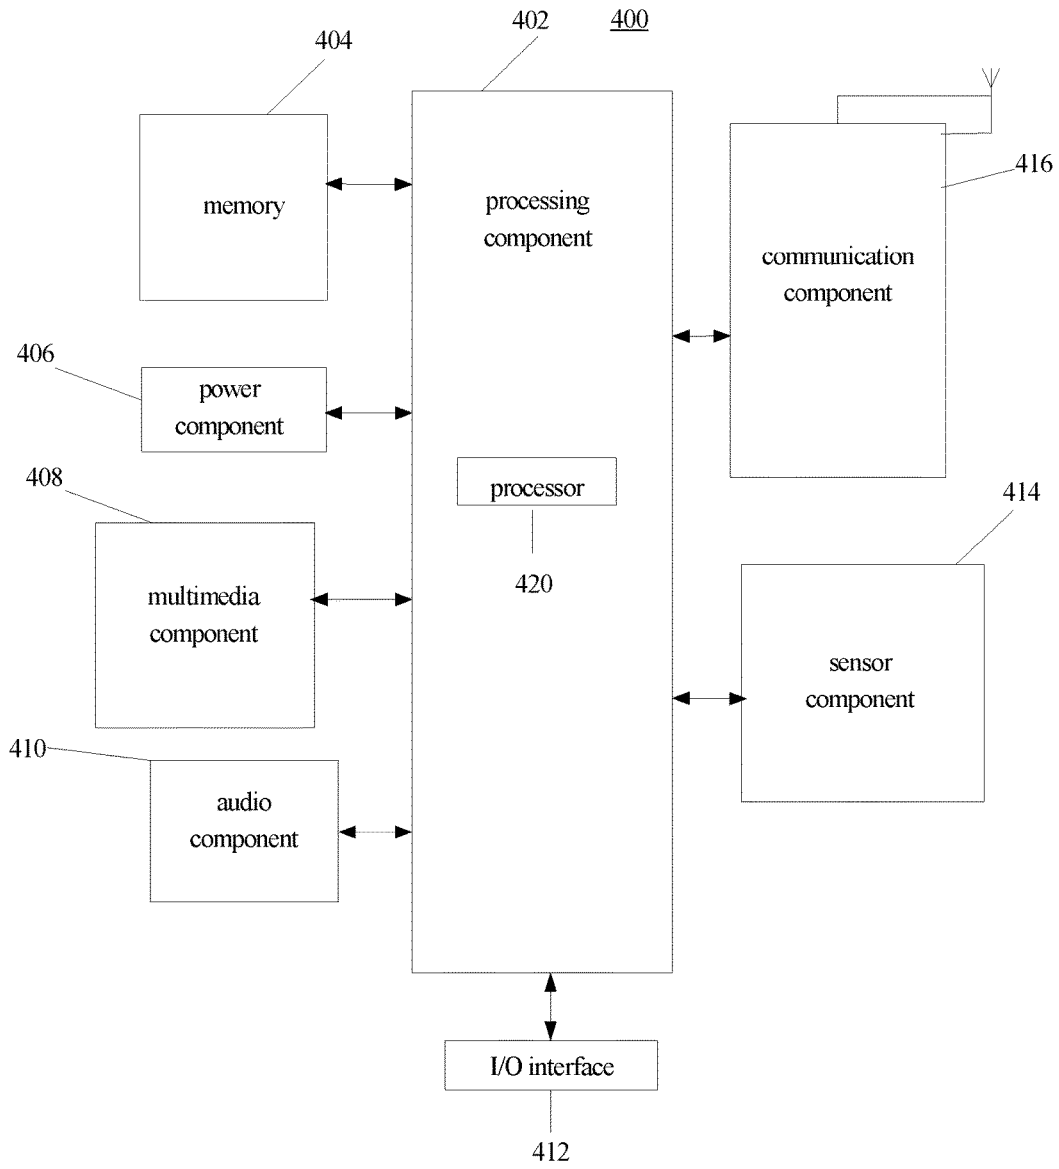 402
400
404
memory
processing
component
416
communication
component
406
power
component
408
processor
420
414
multimedia
component
sensor
component
410
audio
component
I/O interface
412